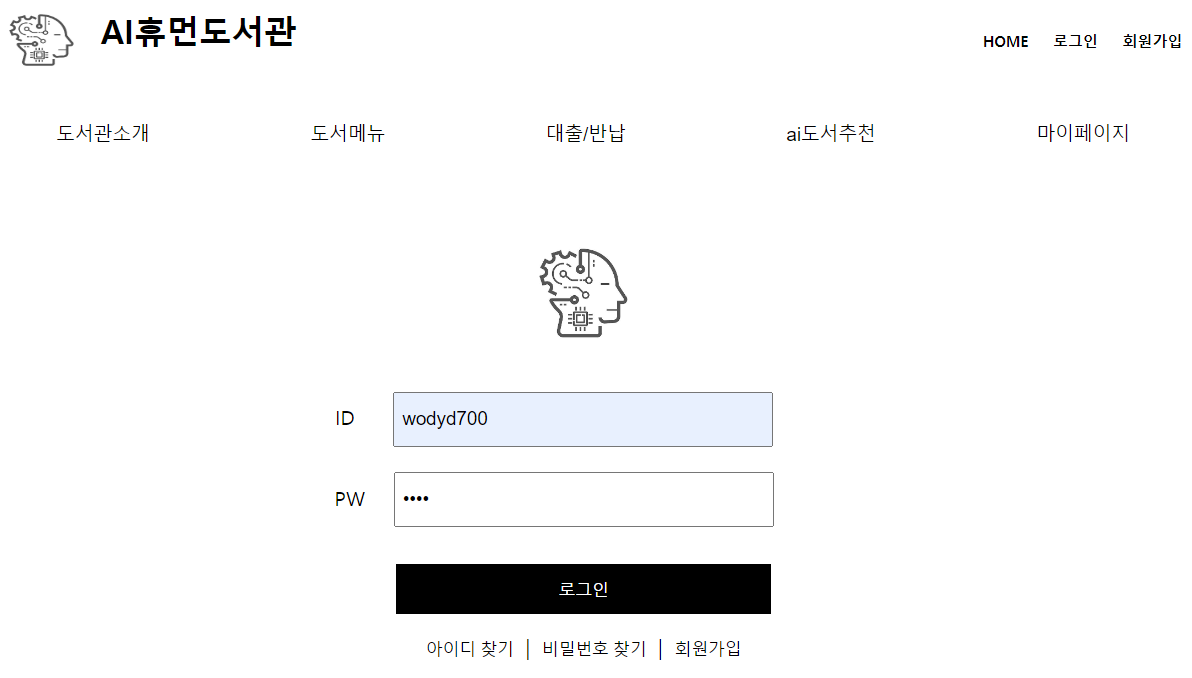 AI휴먼도서관
HOME 로그인 회원가입
도서관소개 도서메뉴 대출/반납 ai도서추천 마이페이지
ID wodyd700
PW ••••
로그인
아이디 찾기 | 비밀번호 찾기 | 회원가입